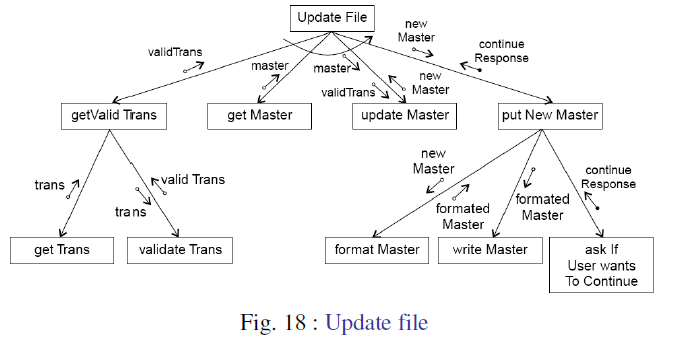 Update File
new
Master
continue
Response
validTrans
master
master
new
Master
validTrans
getValid Trans
get Master
update Master
put New Master
new
Master
continue
Response
trans
valid Trans
trans
formated
Master
formated
Master
get Trans
validate Trans
format Master
write Master
ask If
User wants
To Continue
Fig. 18 : Update file